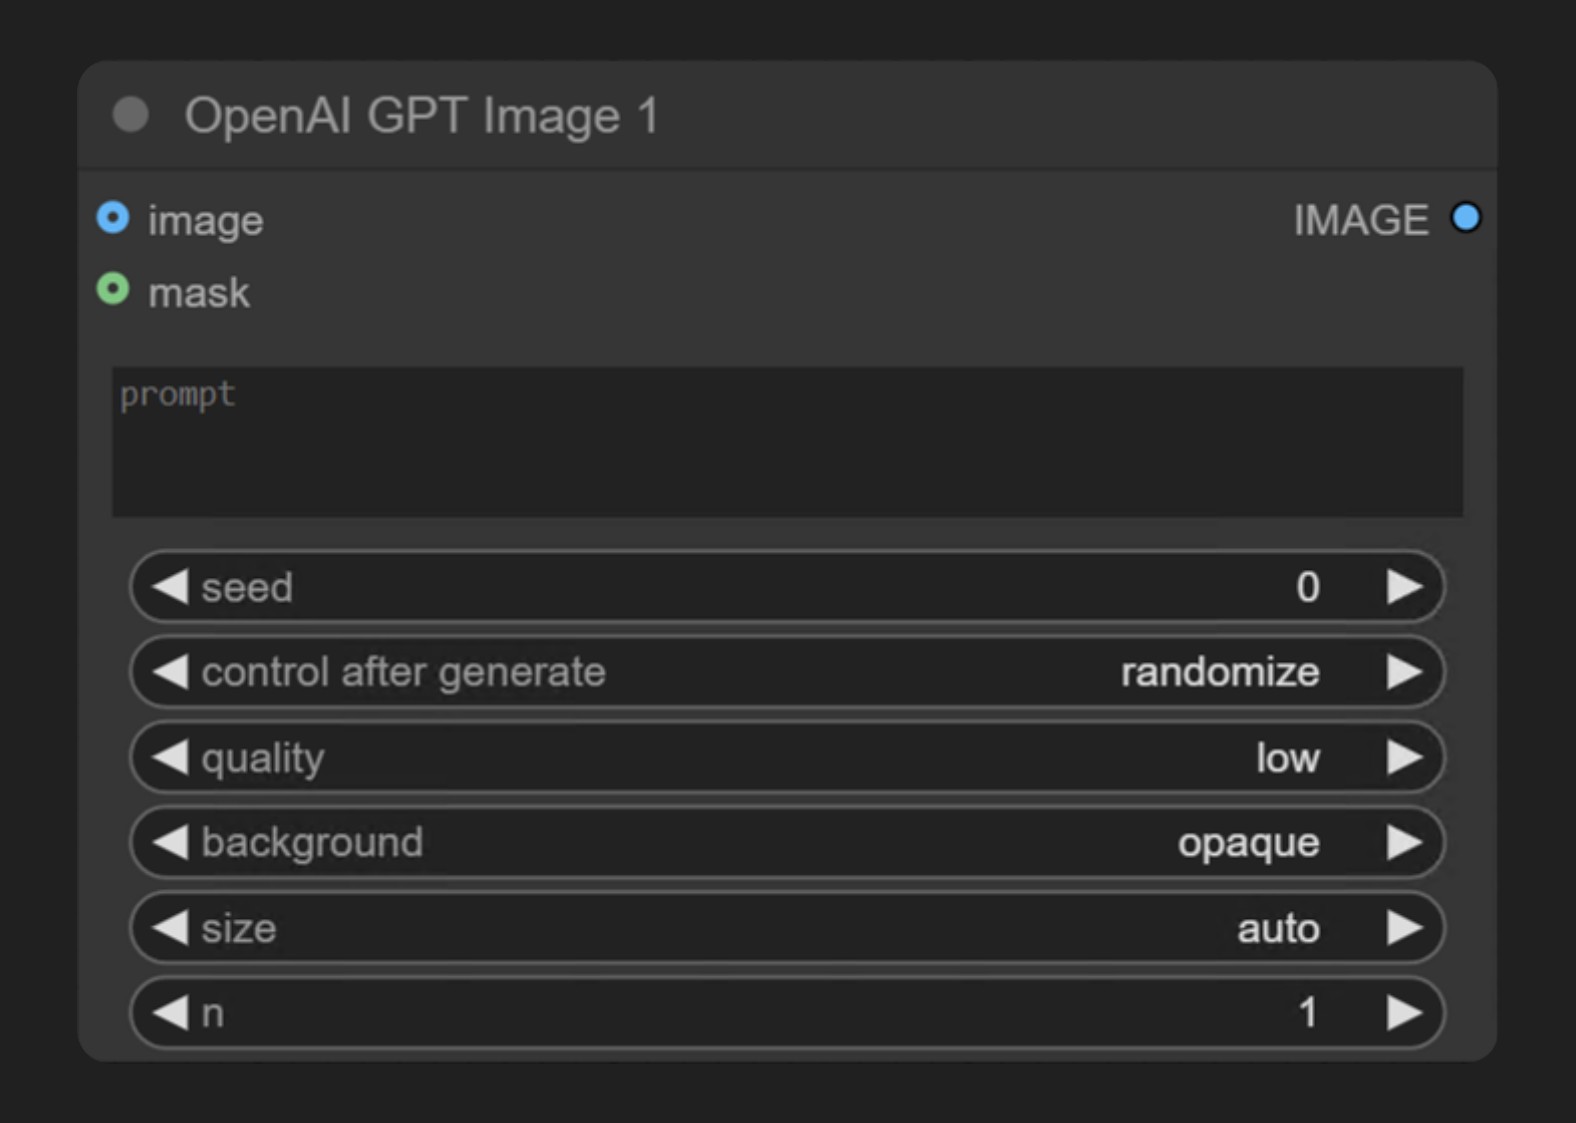 OpenAI GPT Image 1
image IMAGE
mask
prompt
seed 0
control after generate randomize
quality low
background opaque
size auto
n 1